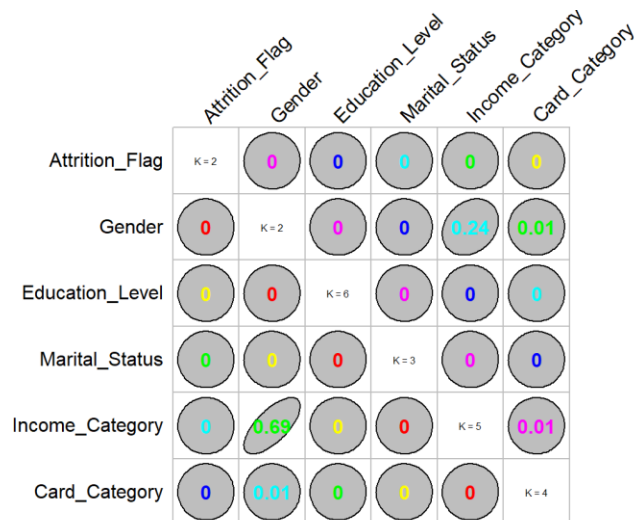 Attrition_Flag Gender Education_Level Marital_Status Income_Category Card_Category
Attrition_Flag K = 2 0 0 0 0 0
Gender 0 K = 2 0 0 0.24 0.01
Education_Level 0 0 K = 6 0 0 0
Marital_Status 0 0 0 K = 3 0 0
Income_Category 0 0.69 0 0 K = 5 0.01
Card_Category 0 0.01 0 0 0 K = 4